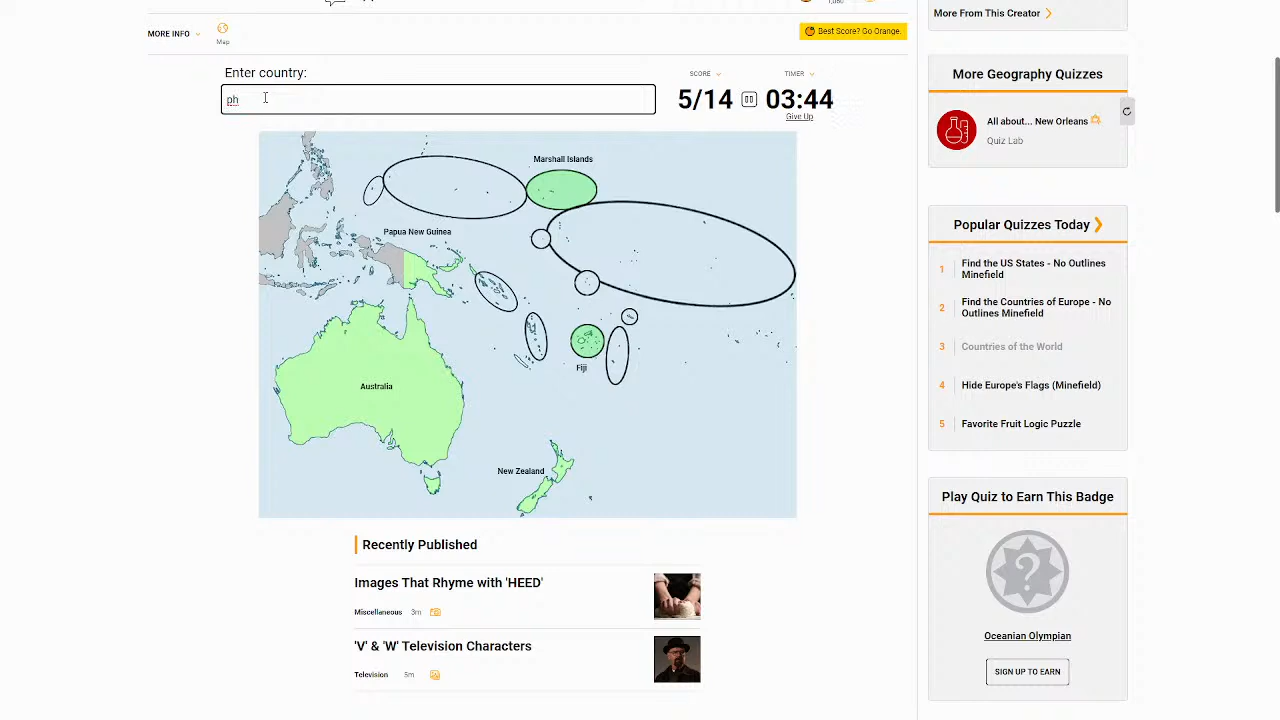 More From This Creator
MORE INFO
Map
Best Score? Go Orange.
Enter country:
ph
SCORE
TIMER
5/14
03:44
Give Up
Marshall Islands
Papua New Guinea
Fiji
Australia
New Zealand
Recently Published
Images That Rhyme with 'HEED'
Miscellaneous 3m
'V' & 'W' Television Characters
Television 5m
More Geography Quizzes
All about... New Orleans
Quiz Lab
Popular Quizzes Today
1 Find the US States - No Outlines
Minefield
2 Find the Countries of Europe - No
Outlines Minefield
3 Countries of the World
4 Hide Europe's Flags (Minefield)
5 Favorite Fruit Logic Puzzle
Play Quiz to Earn This Badge
?
Oceanian Olympian
SIGN UP TO EARN